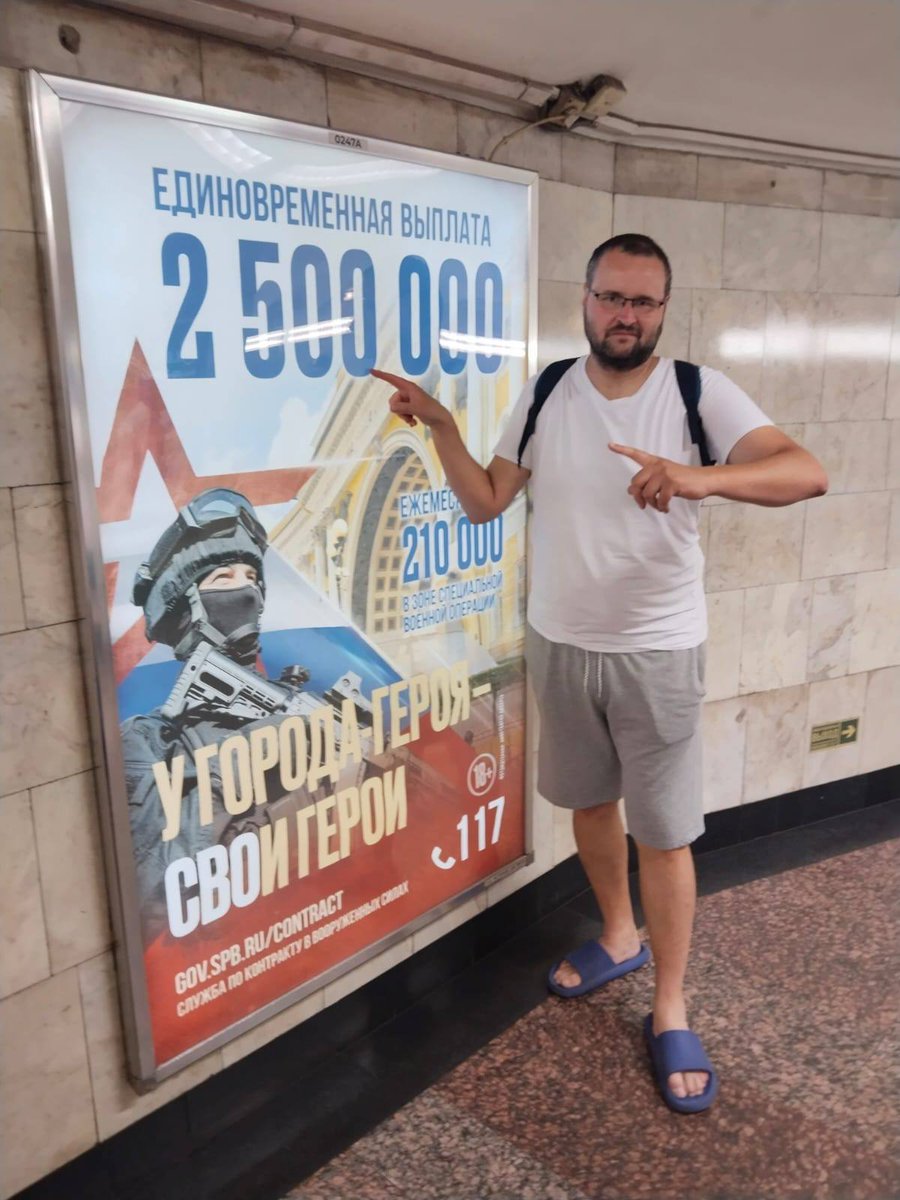 0247A
ЕДИНОВРЕМЕННАЯ ВЫПЛАТА
2 500 000
210 000
В ЗОНЕ СПЕЦИАЛЬНОЙ
ВОЕННОЙ ОПЕРАЦИИ
У ГОРОДА-ГЕРОЯ–
СВОИ ГЕРОИ
18+
117
GOV.SPB.RU/CONTRACT
СЛУЖБА ПО КОНТРАКТУ В ВООРУЖЕННЫХ СИЛАХ
ВЫХОД